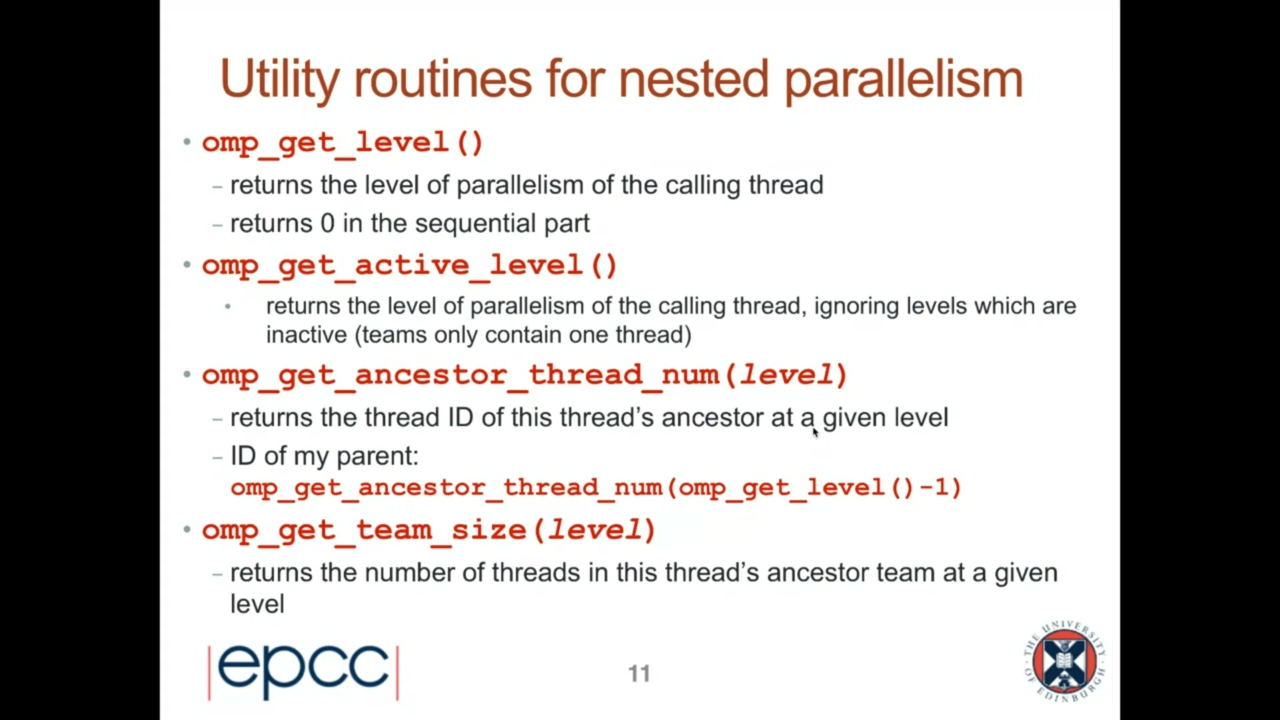 Utility routines for nested parallelism
• omp_get_level()
– returns the level of parallelism of the calling thread
– returns 0 in the sequential part
• omp_get_active_level()
• returns the level of parallelism of the calling thread, ignoring levels which are
inactive (teams only contain one thread)
• omp_get_ancestor_thread_num(level)
– returns the thread ID of this thread’s ancestor at a given level
– ID of my parent:
omp_get_ancestor_thread_num(omp_get_level()-1)
• omp_get_team_size(level)
– returns the number of threads in this thread’s ancestor team at a given
level
|epcc|
11
THE UNIVERSITY OF EDINBURGH